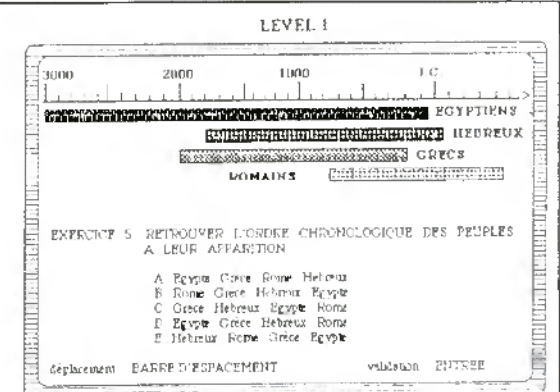 LEVEL 1
3000 2000 1000 J.C.
EGYPTIENS
HEBREUX
GRECS
ROMAINS
EXERCICE 5 RETROUVER L'ORDRE CHRONOLOGIQUE DES PEUPLES
A LEUR APPARITION
A Egypte Grece Rome Hebreux
B Rome Grece Hebreux Egypte
C Grece Hebreux Egypte Rome
D Egypte Grece Hebreux Rome
E Hebreux Rome Grece Egypte
déplacement BARRE D'ESPACEMENT validation ENTREE